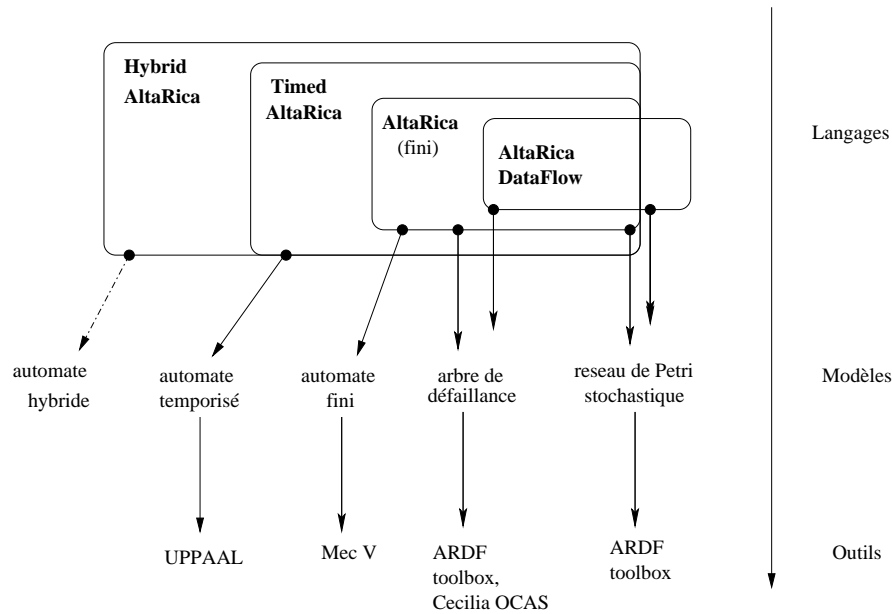 Hybrid
AltaRica
Timed
AltaRica
AltaRica
(fini)
AltaRica
DataFlow
Langages
automate
hybride
automate
temporisé
automate
fini
arbre de
défaillance
reseau de Petri
stochastique
Modèles
UPPAAL
Mec V
ARDF
toolbox,
Cecilia OCAS
ARDF
toolbox
Outils